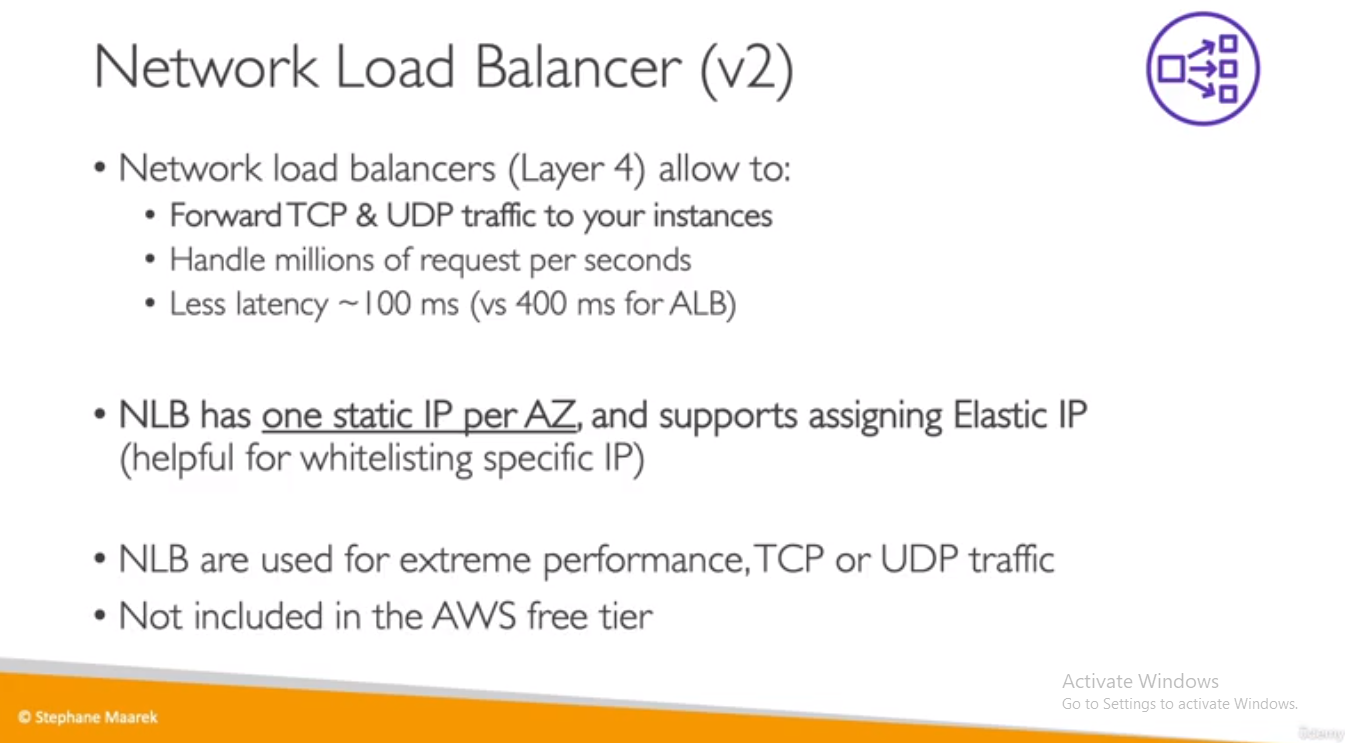 Network Load Balancer (v2)
• Network load balancers (Layer 4) allow to:
• Forward TCP & UDP traffic to your instances
• Handle millions of request per seconds
• Less latency ~100 ms (vs 400 ms for ALB)
• NLB has one static IP per AZ, and supports assigning Elastic IP
(helpful for whitelisting specific IP)
• NLB are used for extreme performance, TCP or UDP traffic
• Not included in the AWS free tier
Activate Windows
Go to Settings to activate Windows.
© Stephane Maarek
Udemy